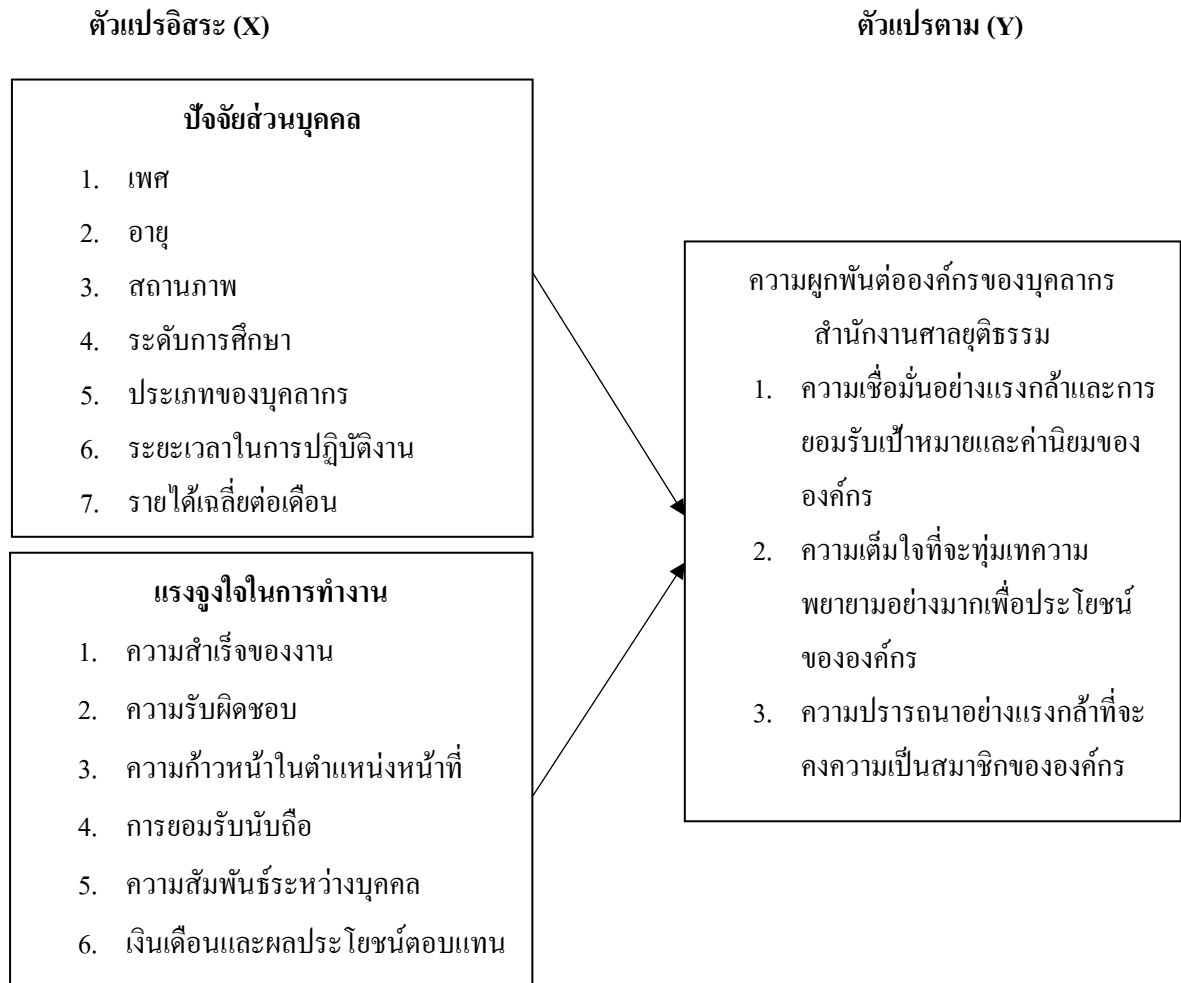 ตัวแปรอิสระ (X)
ตัวแปรตาม (Y)
ปัจจัยส่วนบุคคล
1. เพศ
2. อายุ
3. สถานภาพ
4. ระดับการศึกษา
5. ประเภทของบุคลากร
6. ระยะเวลาในการปฏิบัติงาน
7. รายได้เฉลี่ยต่อเดือน
แรงจูงใจในการทำงาน
1. ความสำเร็จของงาน
2. ความรับผิดชอบ
3. ความก้าวหน้าในตำแหน่งหน้าที่
4. การยอมรับนับถือ
5. ความสัมพันธ์ระหว่างบุคคล
6. เงินเดือนและผลประโยชน์ตอบแทน
ความผูกพันต่อองค์กรของบุคลากร
สำนักงานศาลยุติธรรม
1. ความเชื่อมั่นอย่างแรงกล้าและการ
ยอมรับเป้าหมายและค่านิยมของ
องค์กร
2. ความเต็มใจที่จะทุ่มเทความ
พยายามอย่างมากเพื่อประโยชน์
ขององค์กร
3. ความปรารถนาอย่างแรงกล้าที่จะ
คงความเป็นสมาชิกขององค์กร